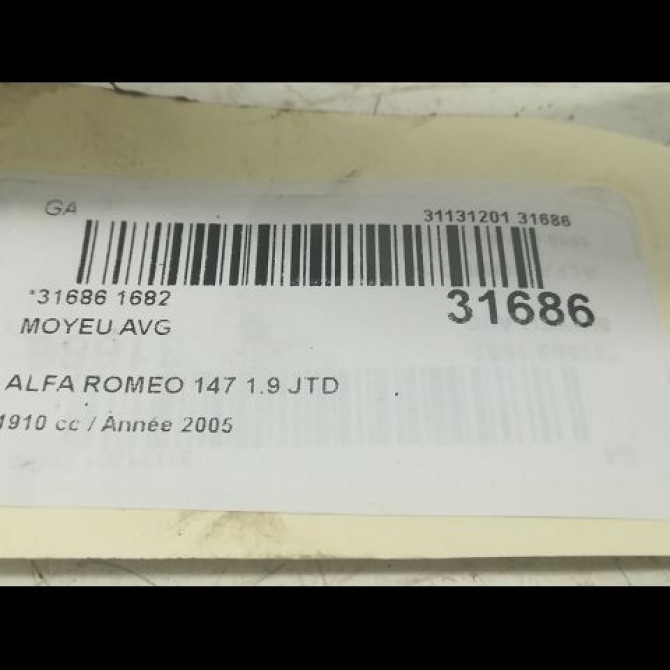 GA
31131201 31686
*31686 1682
31686
MOYEU AVG
ALFA ROMEO 147 1.9 JTD
1910 cc / Année 2005